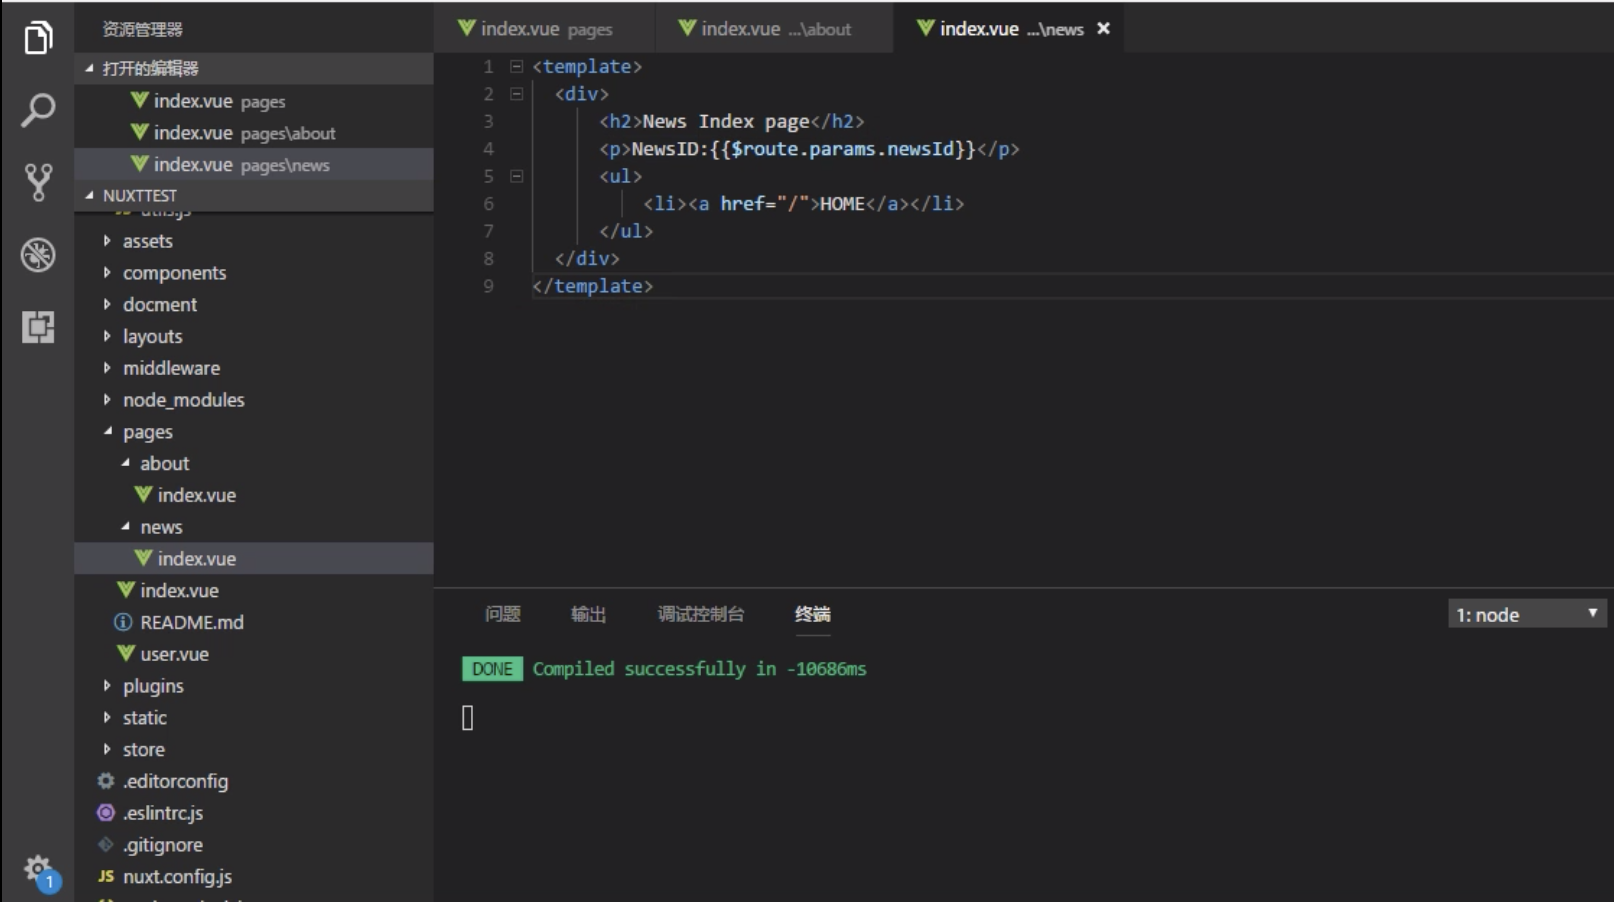 资源管理器
打开的编辑器
index.vue pages
index.vue pages\about
index.vue pages\news
NUXTTEST
utils.js
assets
components
docment
layouts
middleware
node_modules
pages
about
index.vue
news
index.vue
index.vue
README.md
user.vue
plugins
static
store
.editorconfig
.eslintrc.js
.gitignore
JS nuxt.config.js
1
index.vue pages
index.vue ...\about
index.vue ...\news
1 <template>
2 <div>
3 <h2>News Index page</h2>
4 <p>NewsID:{{$route.params.newsId}}</p>
5 <ul>
6 <li><a href="/">HOME</a></li>
7 </ul>
8 </div>
9 </template>
问题 输出 调试控制台 终端 1: node
DONE Compiled successfully in -10686ms